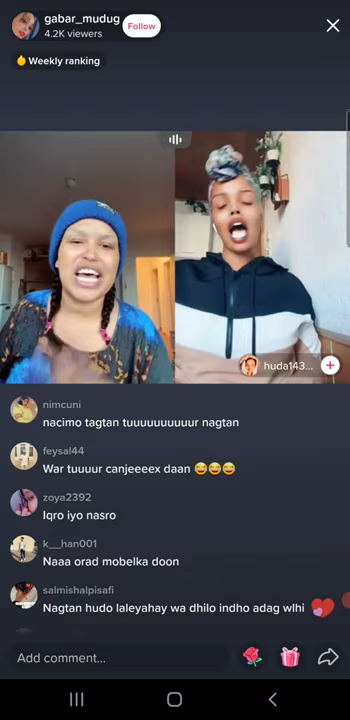 gabar_mudug
Follow
4.2K viewers
Weekly ranking
huda143...
nimcuni
nacimo tagtan tuuuuuuuuuur nagtan
feysal44
War tuuuur canjeeeex daan 😂😂😂
zoya2392
Iqro iyo nasro
k__han001
Naaa orad mobelka doon
salmishalpisafi
Nagtan hudo laleyahay wa dhilo indho adag wlhi
Add comment...